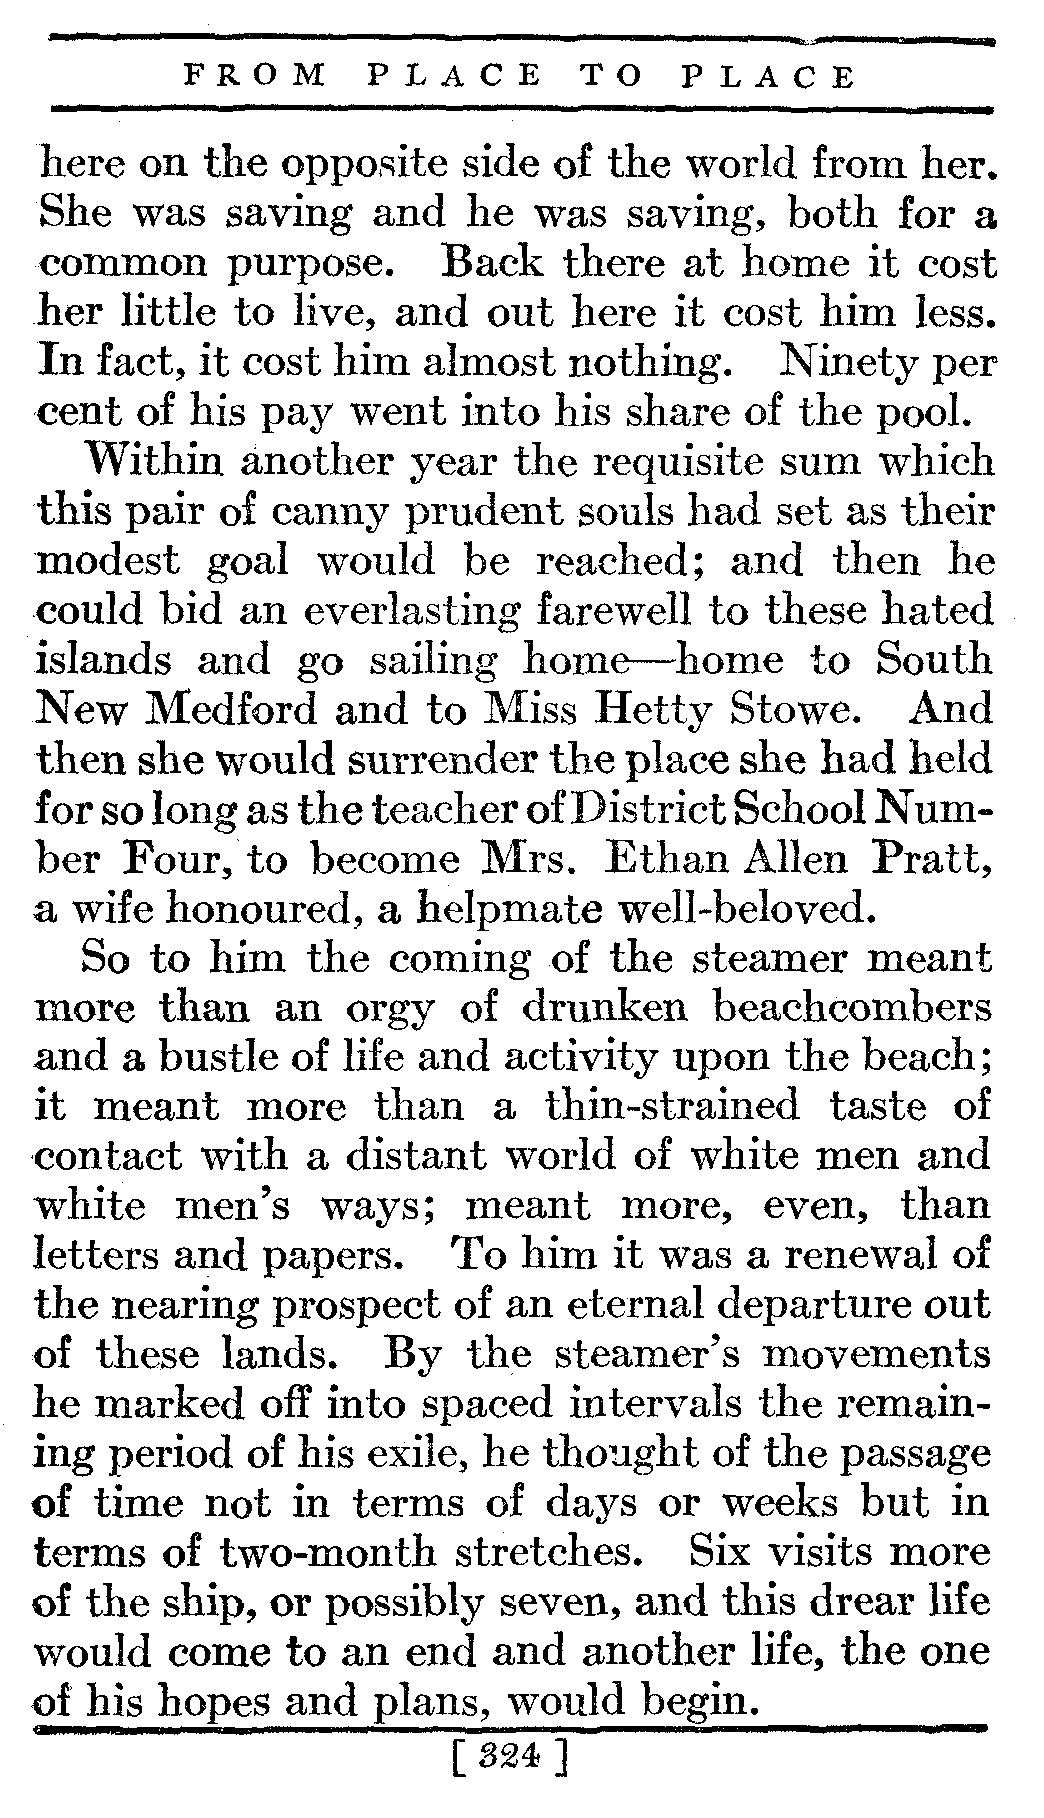 FROM PLACE TO PLACE
here on the opposite side of the world from her.
She was saving and he was saving, both for a
common purpose. Back there at home it cost
her little to live, and out here it cost him less.
In fact, it cost him almost nothing. Ninety per
cent of his pay went into his share of the pool.
Within another year the requisite sum which
this pair of canny prudent souls had set as their
modest goal would be reached; and then he
could bid an everlasting farewell to these hated
islands and go sailing home—home to South
New Medford and to Miss Hetty Stowe. And
then she would surrender the place she had held
for so long as the teacher of District School Num-
ber Four, to become Mrs. Ethan Allen Pratt,
a wife honoured, a helpmate well-beloved.
So to him the coming of the steamer meant
more than an orgy of drunken beachcombers
and a bustle of life and activity upon the beach;
it meant more than a thin-strained taste of
contact with a distant world of white men and
white men's ways; meant more, even, than
letters and papers. To him it was a renewal of
the nearing prospect of an eternal departure out
of these lands. By the steamer's movements
he marked off into spaced intervals the remain-
ing period of his exile, he thought of the passage
of time not in terms of days or weeks but in
terms of two-month stretches. Six visits more
of the ship, or possibly seven, and this drear life
would come to an end and another life, the one
of his hopes and plans, would begin.
[ 324 ]